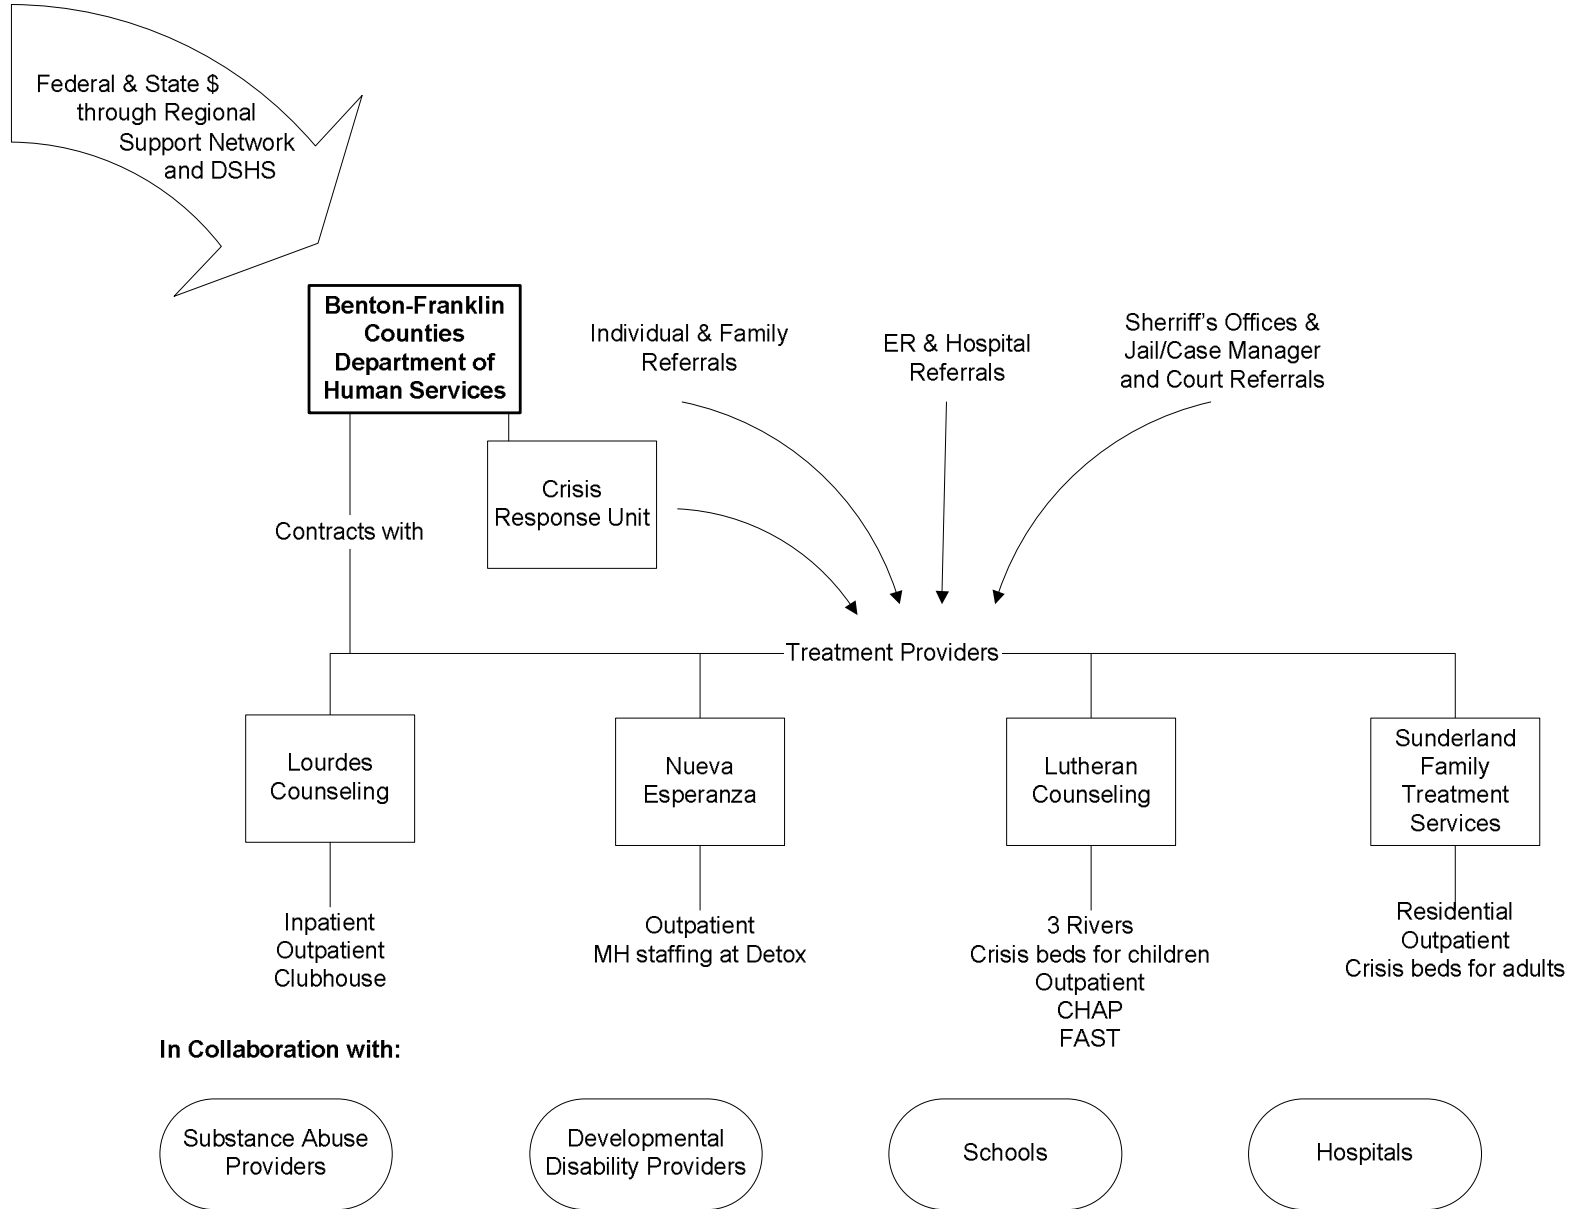 Federal & State $
through Regional
Support Network
and DSHS
Benton-Franklin
Counties
Department of
Human Services
Individual & Family
Referrals
ER & Hospital
Referrals
Sherriff's Offices &
Jail/Case Manager
and Court Referrals
Crisis
Response Unit
Contracts with
Treatment Providers
Lourdes
Counseling
Nueva
Esperanza
Lutheran
Counseling
Sunderland
Family
Treatment
Services
Inpatient
Outpatient
Clubhouse
Outpatient
MH staffing at Detox
3 Rivers
Crisis beds for children
Outpatient
CHAP
FAST
Residential
Outpatient
Crisis beds for adults
In Collaboration with:
Substance Abuse
Providers
Developmental
Disability Providers
Schools
Hospitals